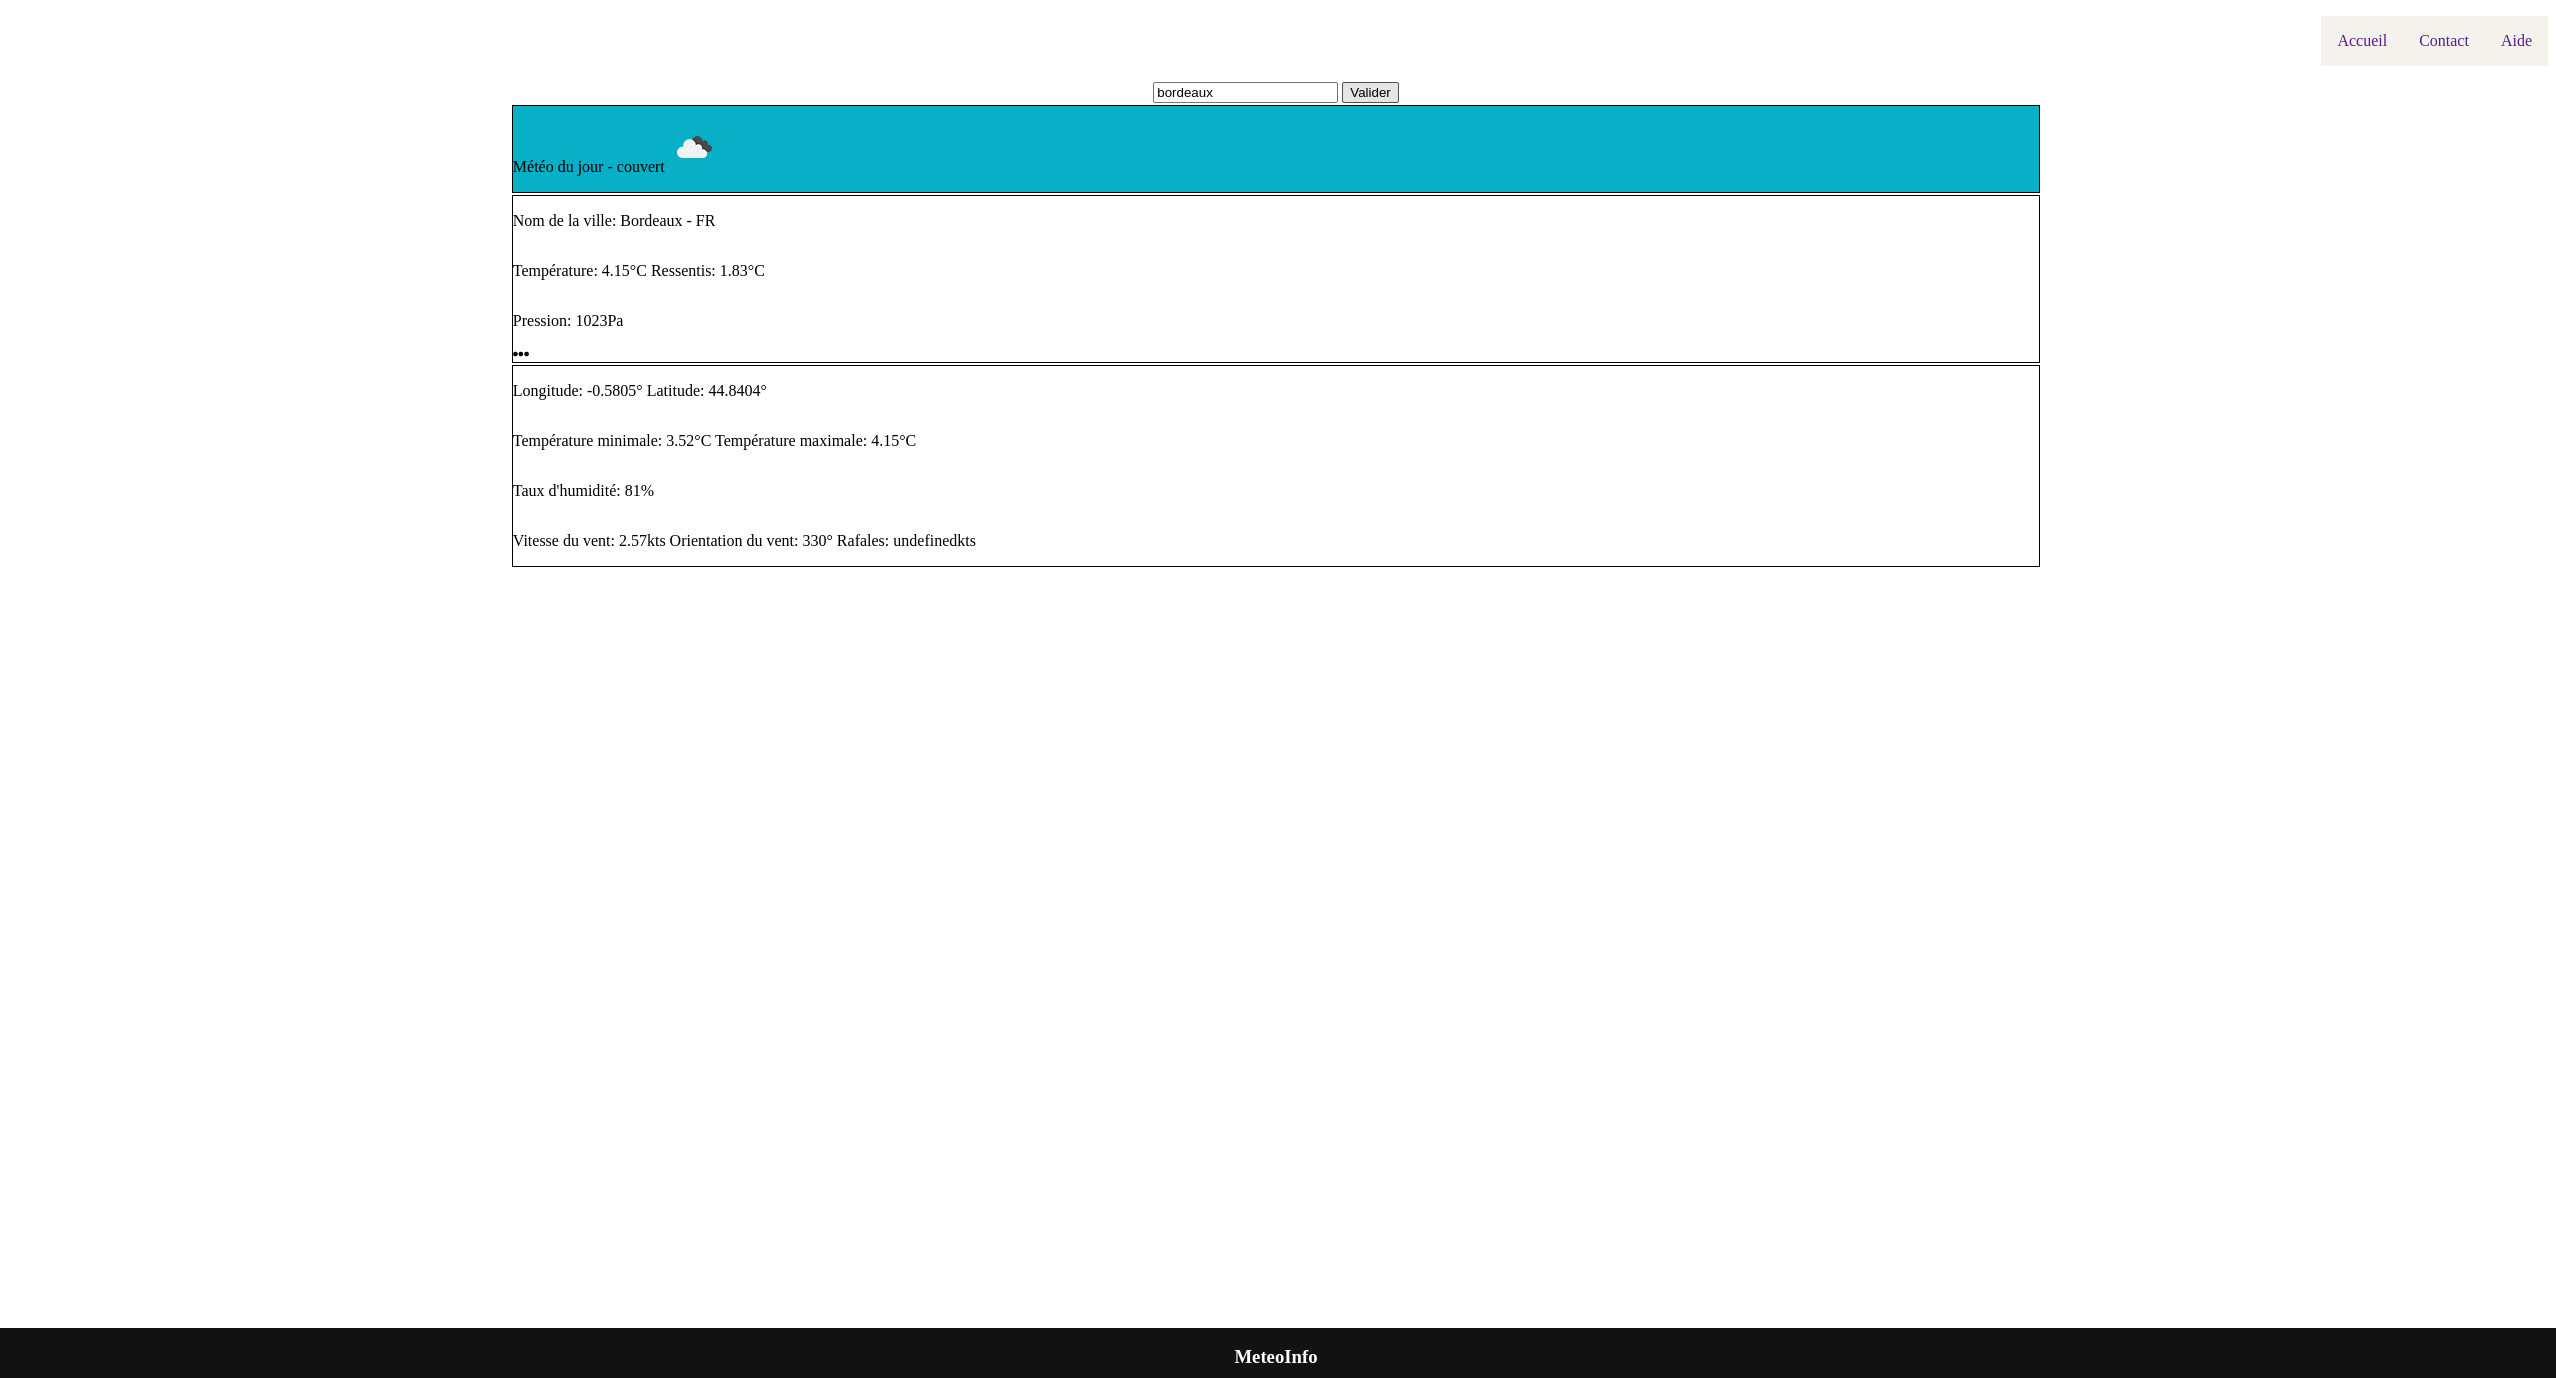 Accueil Contact Aide
bordeaux Valider
Météo du jour - couvert
Nom de la ville: Bordeaux - FR
Température: 4.15°C Ressentis: 1.83°C
Pression: 1023Pa
•••
Longitude: -0.5805° Latitude: 44.8404°
Température minimale: 3.52°C Température maximale: 4.15°C
Taux d'humidité: 81%
Vitesse du vent: 2.57kts Orientation du vent: 330° Rafales: undefinedkts
MeteoInfo